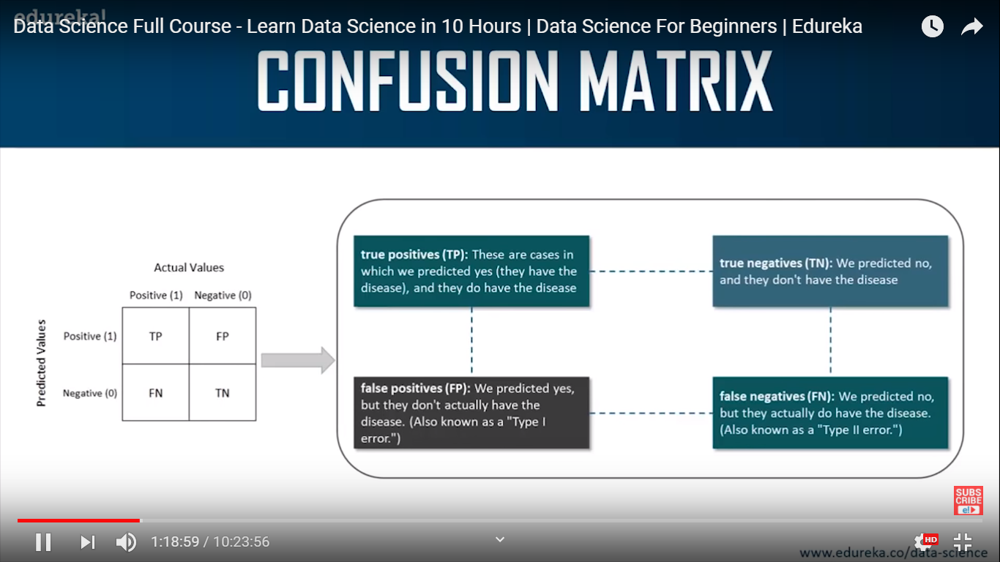 edureka!
Data Science Full Course - Learn Data Science in 10 Hours | Data Science For Beginners | Edureka
CONFUSION MATRIX
Actual Values
Positive (1) Negative (0)
Predicted Values
Positive (1) TP FP
Negative (0) FN TN
true positives (TP): These are cases in
which we predicted yes (they have the
disease), and they do have the disease
true negatives (TN): We predicted no,
and they don't have the disease
false positives (FP): We predicted yes,
but they don't actually have the
disease. (Also known as a "Type I
error.")
false negatives (FN): We predicted no,
but they actually do have the disease.
(Also known as a "Type II error.")
SUBS
CRIBE
e!
1:18:59 / 10:23:56
HD
www.edureka.co/data-science